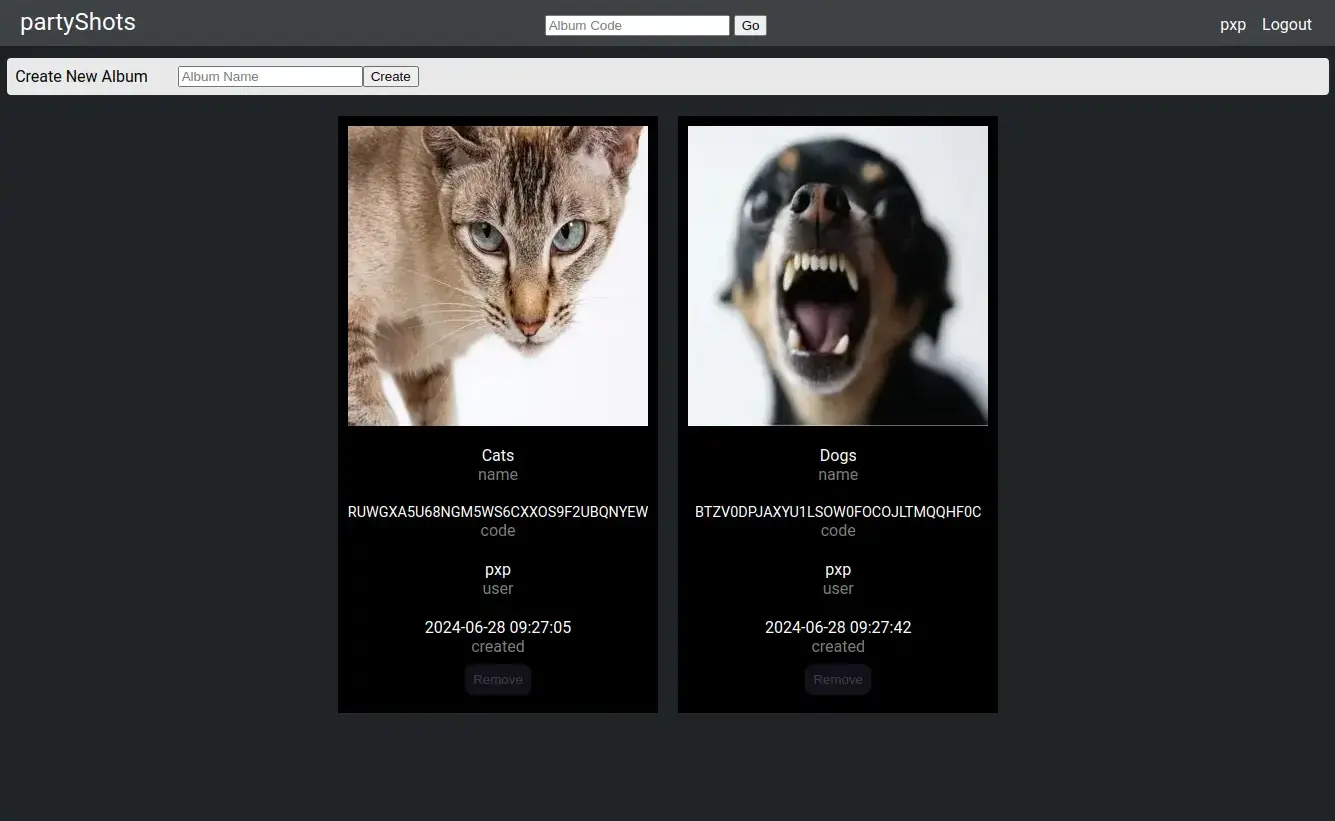 partyShots
Album Code Go
pxp Logout
Create New Album Album Name Create
Cats
name
RUWGXA5U68NGM5WS6CXXOS9F2UBQNYEW
code
pxp
user
2024-06-28 09:27:05
created
Remove
Dogs
name
BTZV0DPJAXYU1LSOW0FOCOJLTMQQHF0C
code
pxp
user
2024-06-28 09:27:42
created
Remove